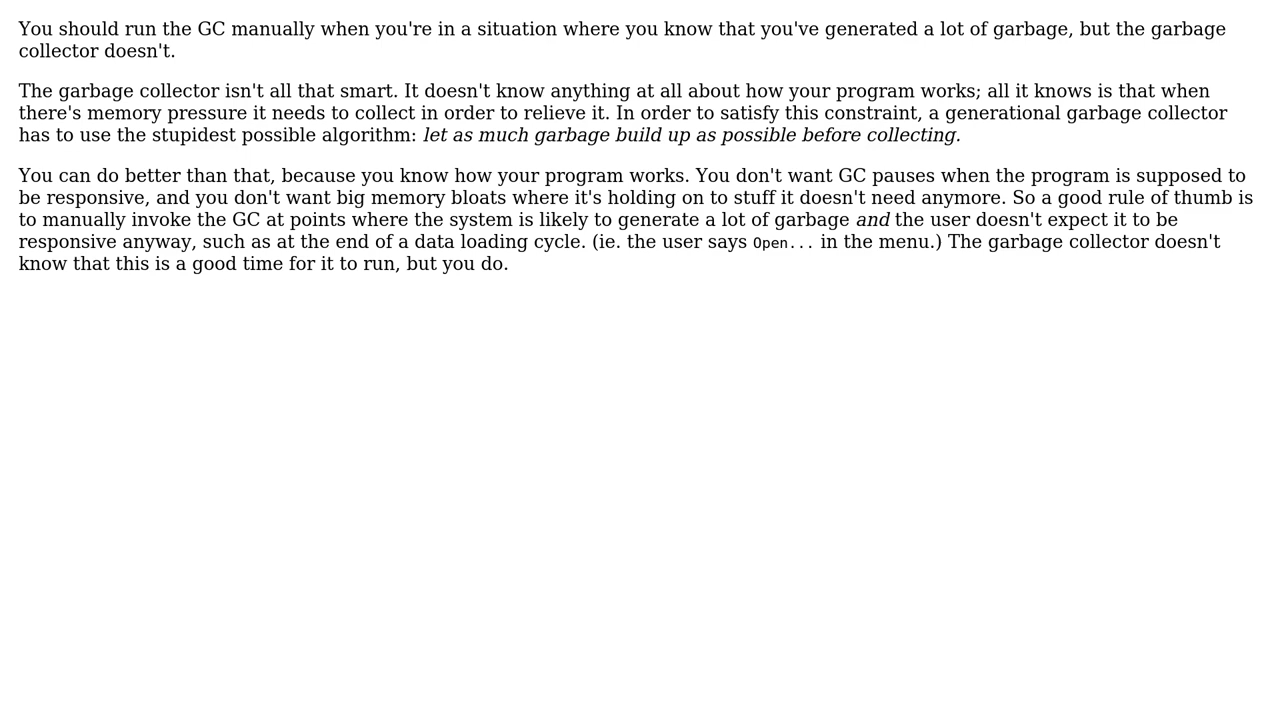 You should run the GC manually when you're in a situation where you know that you've generated a lot of garbage, but the garbage
collector doesn't.
The garbage collector isn't all that smart. It doesn't know anything at all about how your program works; all it knows is that when
there's memory pressure it needs to collect in order to relieve it. In order to satisfy this constraint, a generational garbage collector
has to use the stupidest possible algorithm: let as much garbage build up as possible before collecting.
You can do better than that, because you know how your program works. You don't want GC pauses when the program is supposed to
be responsive, and you don't want big memory bloats where it's holding on to stuff it doesn't need anymore. So a good rule of thumb is
to manually invoke the GC at points where the system is likely to generate a lot of garbage and the user doesn't expect it to be
responsive anyway, such as at the end of a data loading cycle. (ie. the user says Open... in the menu.) The garbage collector doesn't
know that this is a good time for it to run, but you do.